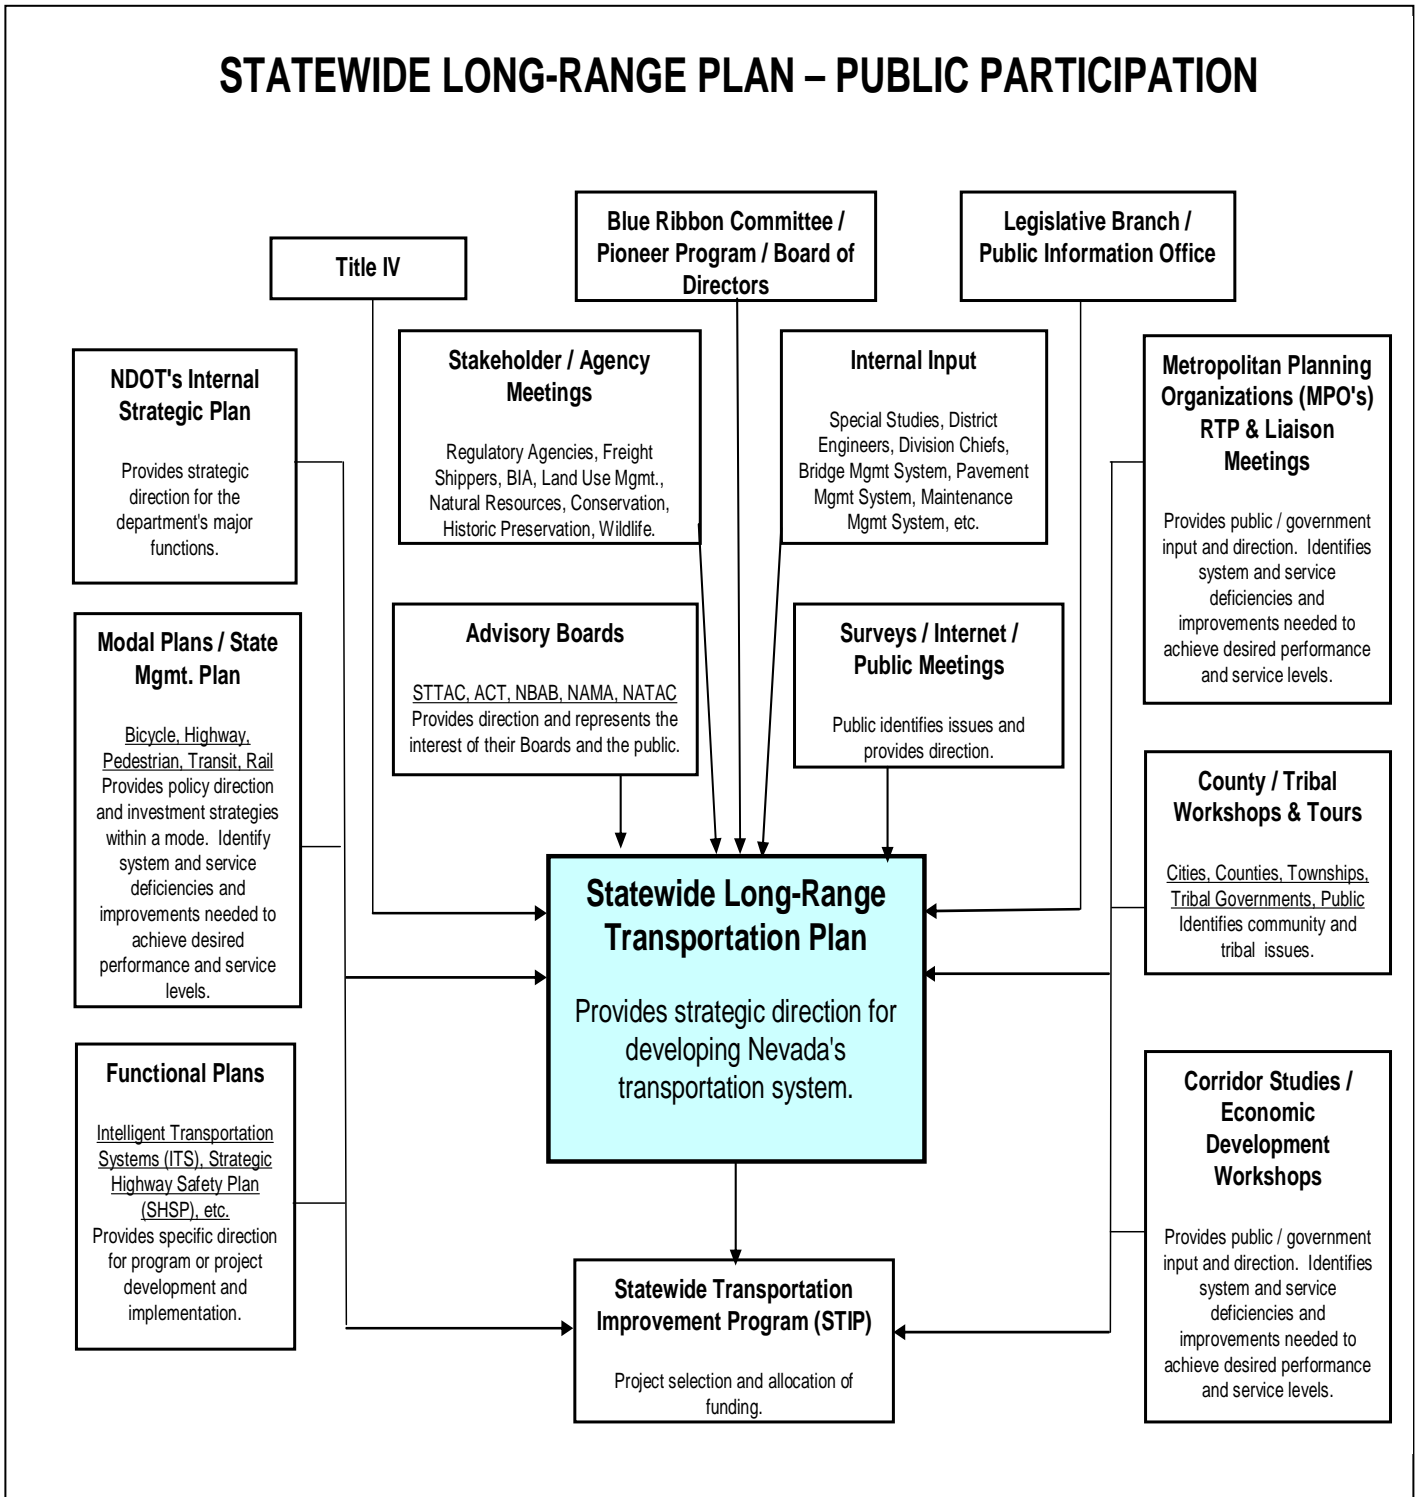 STATEWIDE LONG-RANGE PLAN – PUBLIC PARTICIPATION
Title IV
Blue Ribbon Committee /
Pioneer Program / Board of
Directors
Legislative Branch /
Public Information Office
NDOT's Internal
Strategic Plan
Provides strategic
direction for the
department's major
functions.
Stakeholder / Agency
Meetings
Regulatory Agencies, Freight
Shippers, BIA, Land Use Mgmt.,
Natural Resources, Conservation,
Historic Preservation, Wildlife.
Internal Input
Special Studies, District
Engineers, Division Chiefs,
Bridge Mgmt System, Pavement
Mgmt System, Maintenance
Mgmt System, etc.
Metropolitan Planning
Organizations (MPO's)
RTP & Liaison
Meetings
Provides public / government
input and direction. Identifies
system and service
deficiencies and
improvements needed to
achieve desired performance
and service levels.
Modal Plans / State
Mgmt. Plan
Bicycle, Highway,
Pedestrian, Transit, Rail
Provides policy direction
and investment strategies
within a mode. Identify
system and service
deficiencies and
improvements needed to
achieve desired
performance and service
levels.
Advisory Boards
STTAC, ACT, NBAB, NAMA, NATAC
Provides direction and represents the
interest of their Boards and the public.
Surveys / Internet /
Public Meetings
Public identifies issues and
provides direction.
County / Tribal
Workshops & Tours
Cities, Counties, Townships,
Tribal Governments, Public
Identifies community and
tribal issues.
Statewide Long-Range
Transportation Plan
Provides strategic direction for
developing Nevada's
transportation system.
Functional Plans
Intelligent Transportation
Systems (ITS), Strategic
Highway Safety Plan
(SHSP), etc.
Provides specific direction
for program or project
development and
implementation.
Corridor Studies /
Economic
Development
Workshops
Provides public / government
input and direction. Identifies
system and service
deficiencies and
improvements needed to
achieve desired performance
and service levels.
Statewide Transportation
Improvement Program (STIP)
Project selection and allocation of
funding.